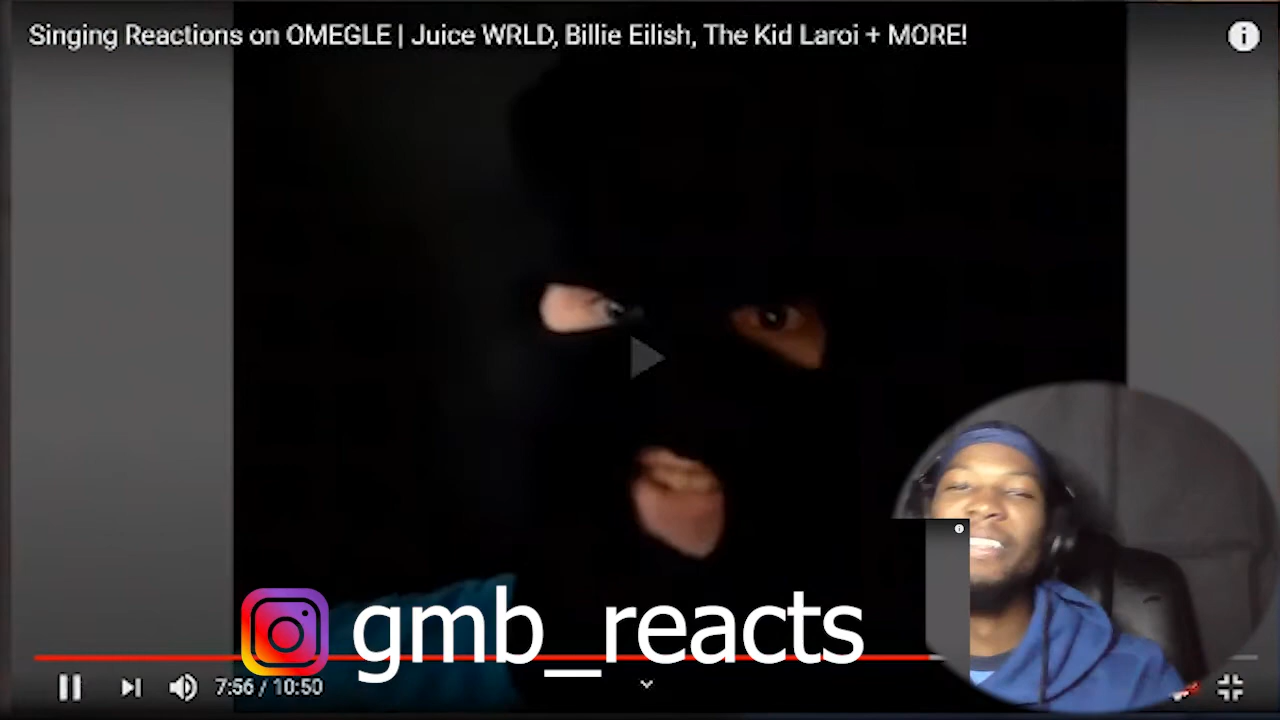 Singing Reactions on OMEGLE | Juice WRLD, Billie Eilish, The Kid Laroi + MORE!
gmb_reacts
7:56 / 10:50